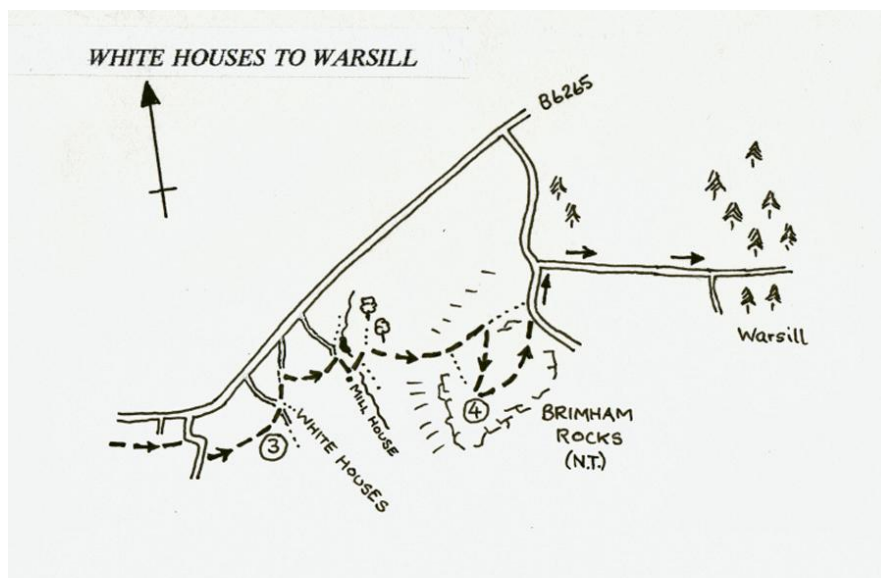 WHITE HOUSES TO WARSILL
B6265
Warsill
MILL HOUSE
WHITE HOUSES
3
4
BRIMHAM
ROCKS
(N.T.)